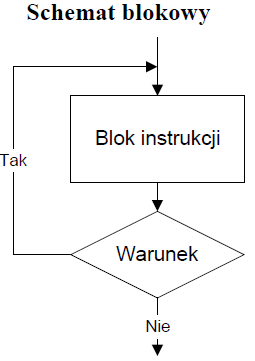 Schemat blokowy
Blok instrukcji
Tak
Warunek
Nie